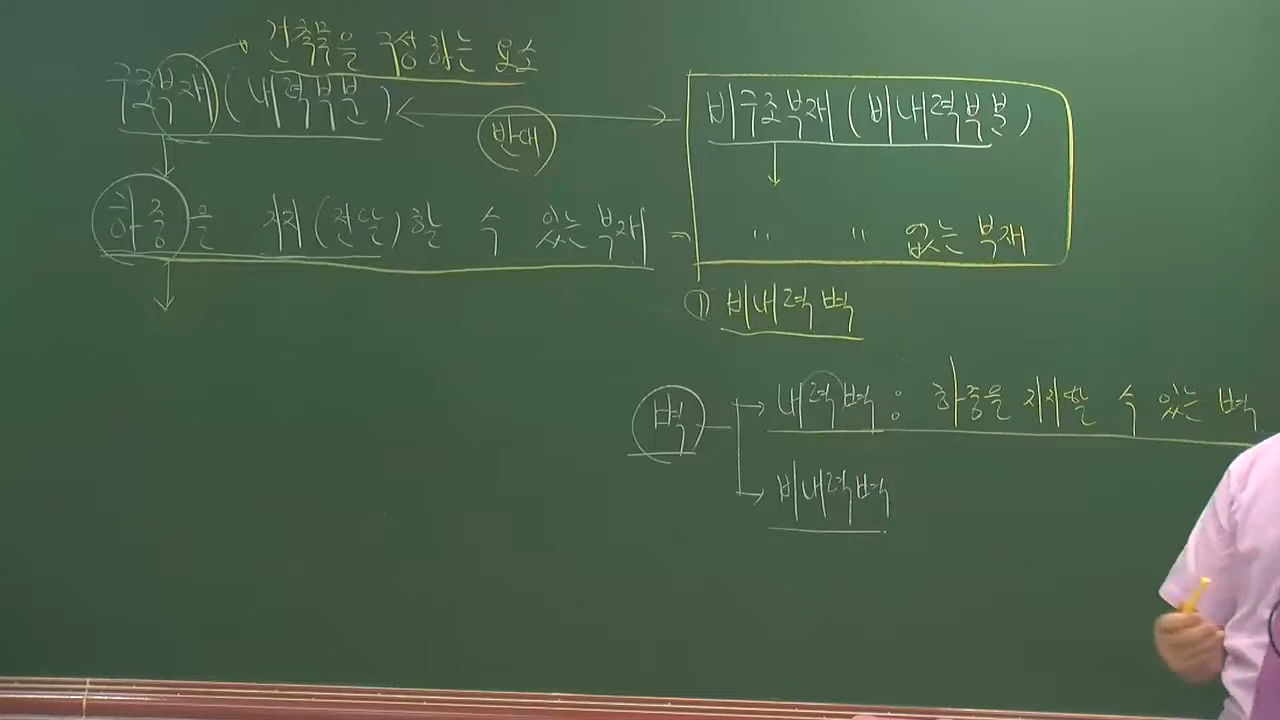 건축물을 구성하는 요소
구조부재(내력부분)
반대
비구조부재(비내력부분)
하중을 지지(전달)할 수 있는 부재
〃 〃 없는 부재
① 비내력벽
벽
내력벽 : 하중을 지지할 수 있는 벽
비내력벽